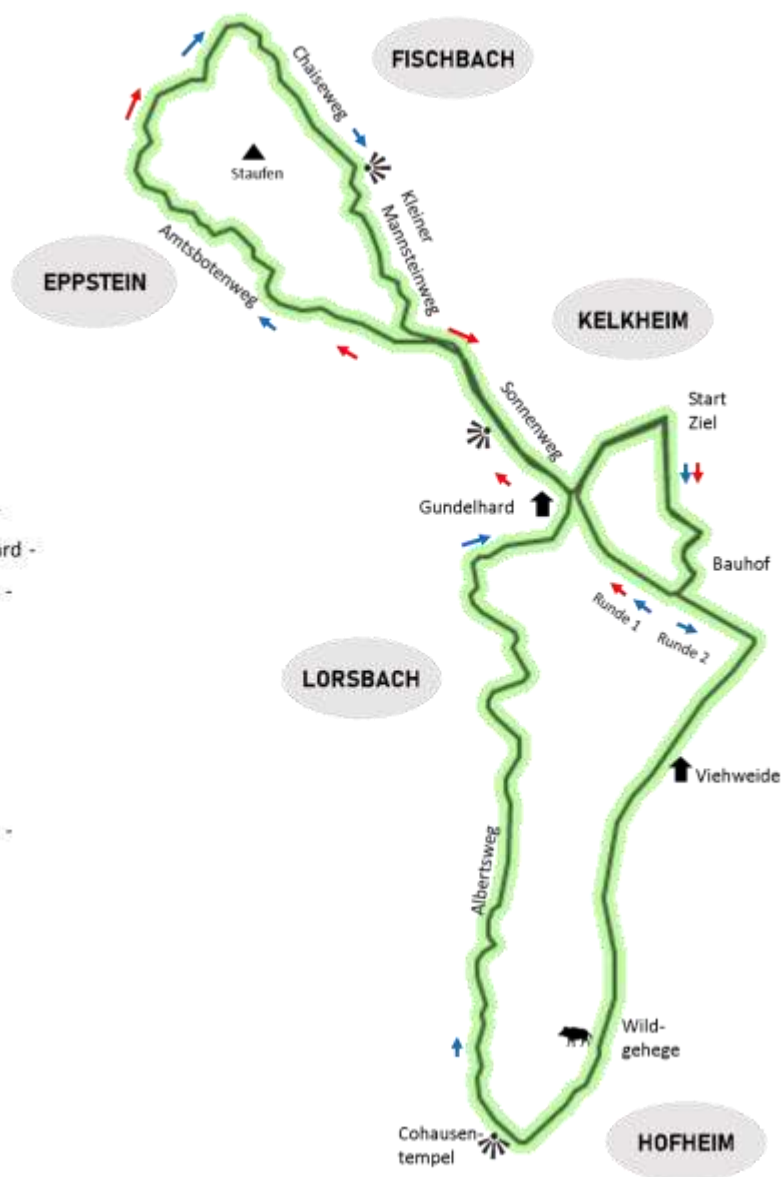 FISCHBACH
Chaiseweg
Staufen
Kleiner
Mannsteinweg
Amtsbotenweg
EPPSTEIN
KELKHEIM
Sonnenweg
Start
Ziel
Gundelhard
-
Bauhof
-
Runde 1
Runde 2
LORSBACH
Viehweide
-
Albertsweg
Wild-
gehege
Cohausen-
tempel
HOFHEIM